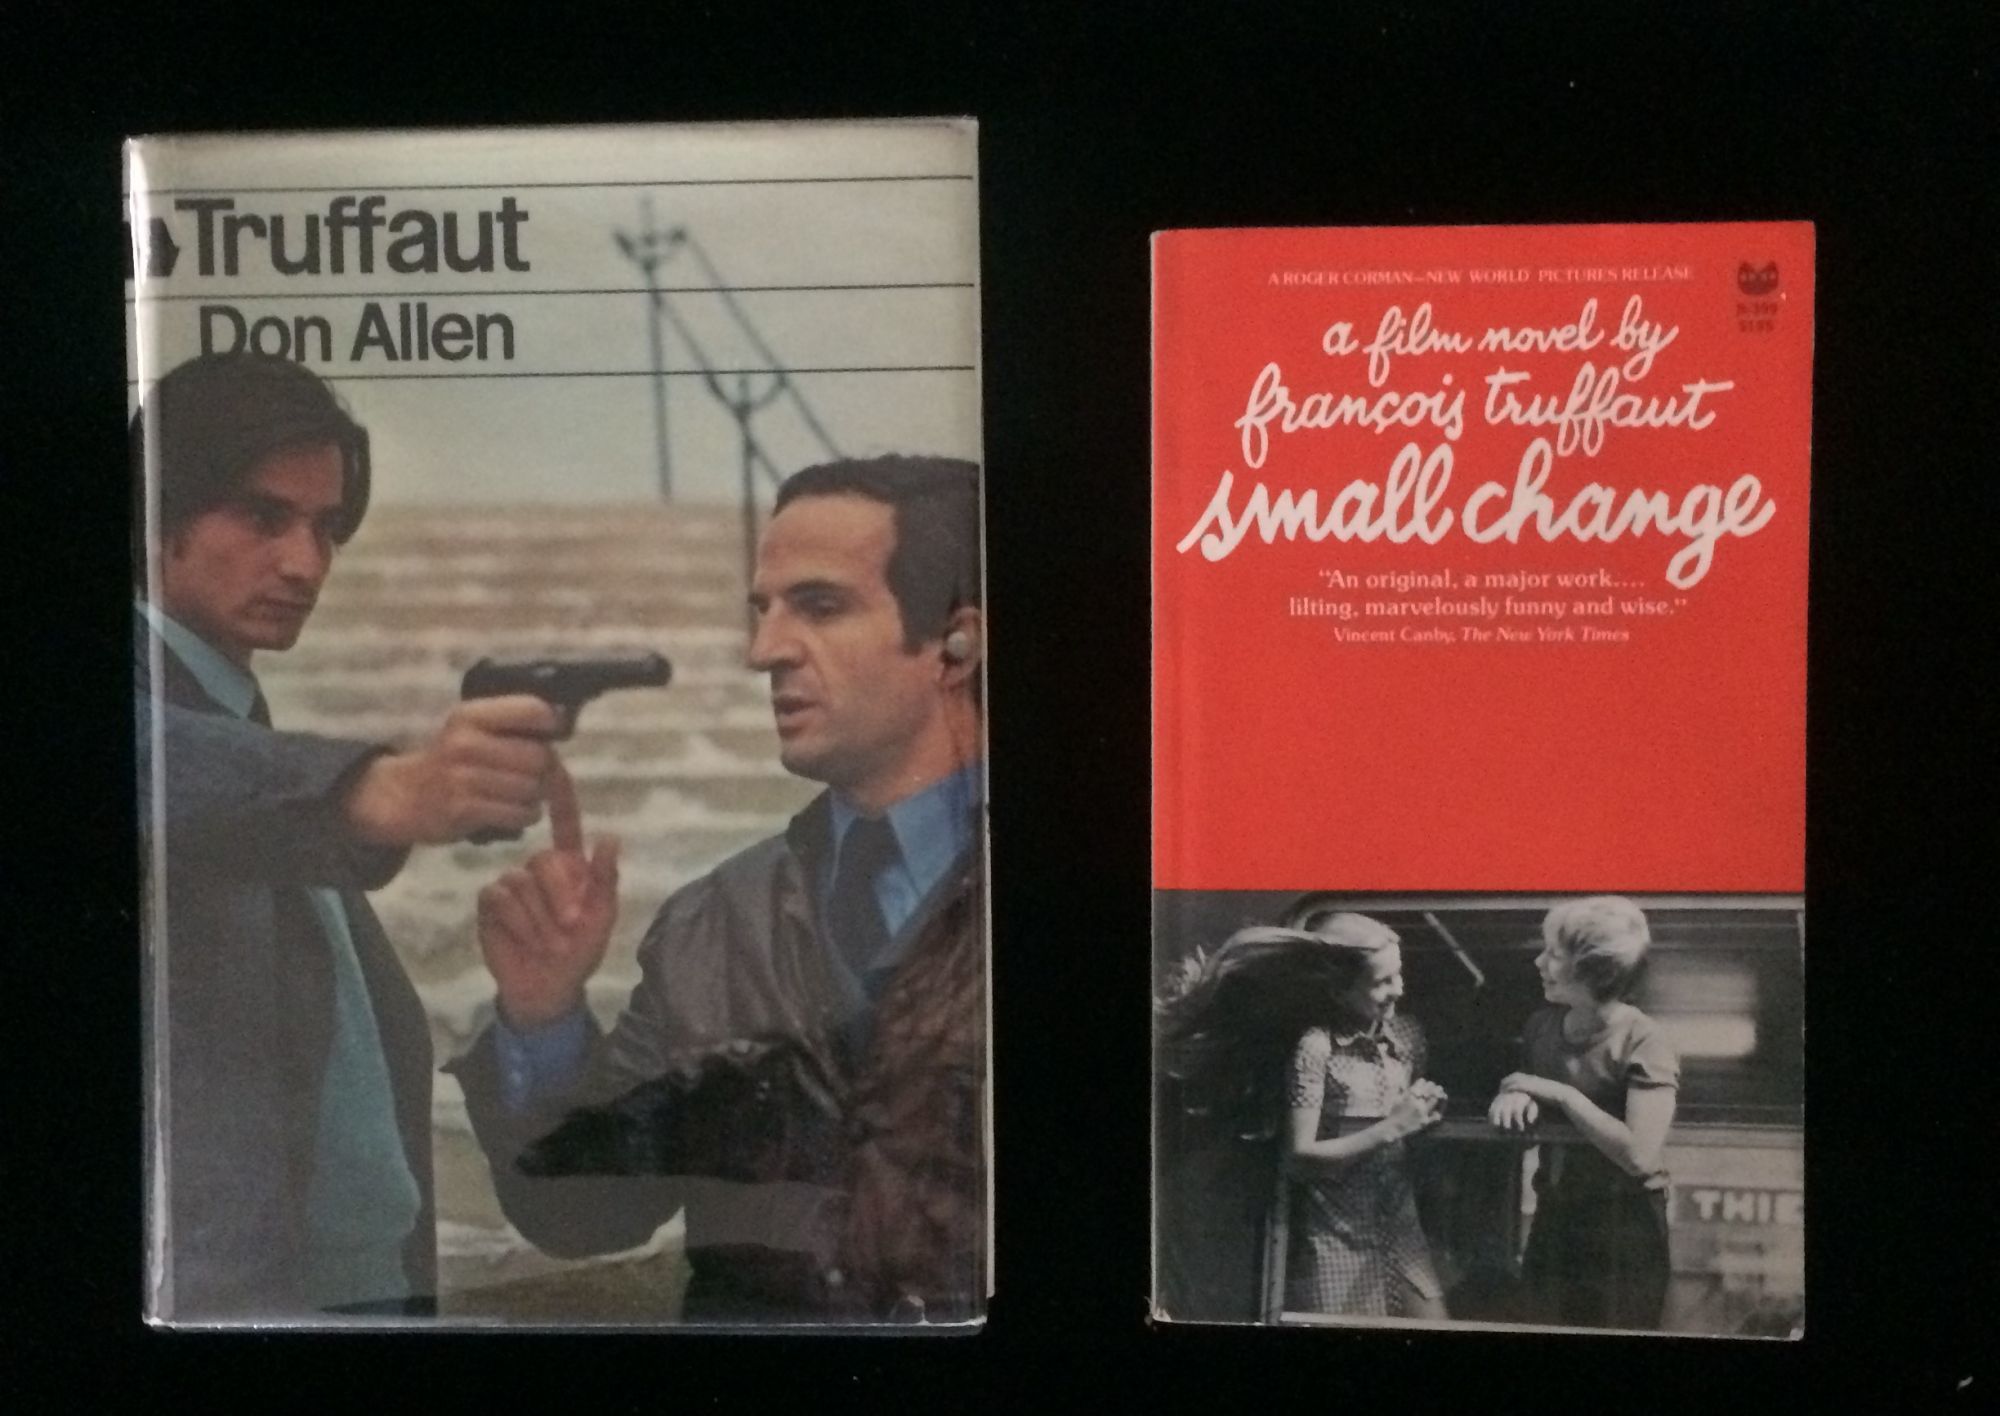 Truffaut
Don Allen
A ROGER CORMAN—NEW WORLD PICTURES RELEASE
a film novel by
françois truffaut
small change
“An original, a major work....
lilting, marvelously funny and wise.”
Vincent Canby, The New York Times
THIE